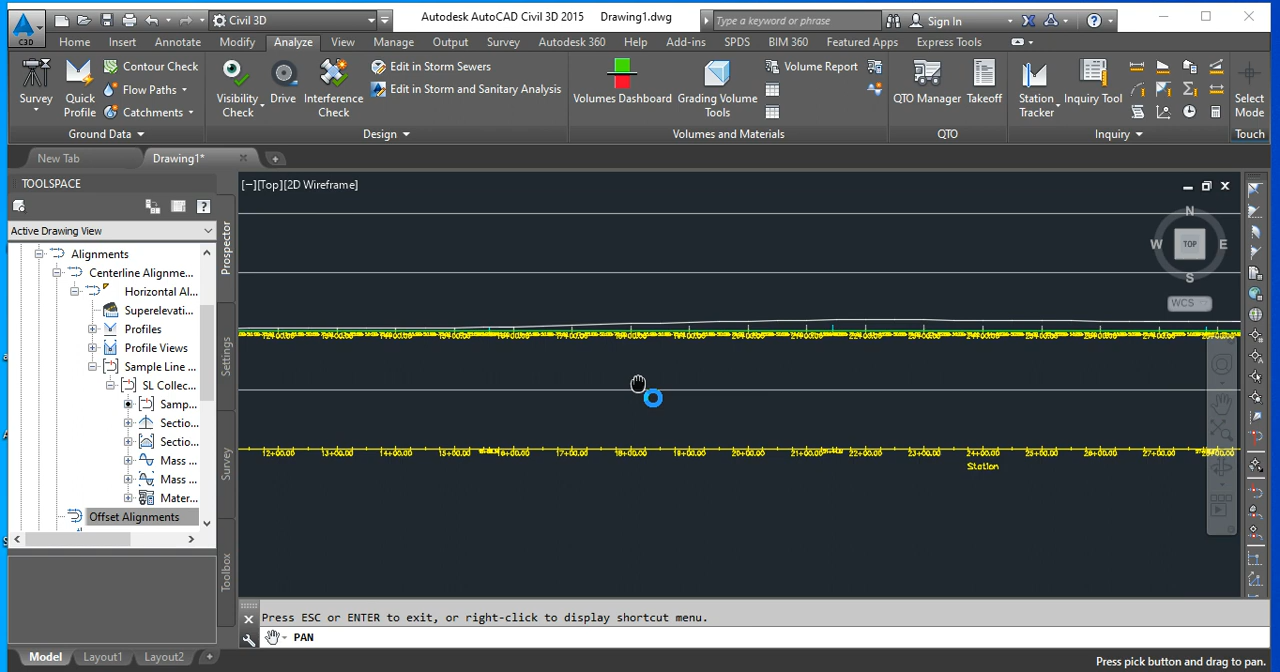 Civil 3D
Autodesk AutoCAD Civil 3D 2015 Drawing1.dwg
Type a keyword or phrase
Sign In
C3D
Home Insert Annotate Modify Analyze View Manage Output Survey Autodesk 360 Help Add-ins SPDS BIM 360 Featured Apps Express Tools
Survey
Quick Profile
Contour Check
Flow Paths
Catchments
Ground Data
Visibility Check
Drive
Interference Check
Edit in Storm Sewers
Edit in Storm and Sanitary Analysis
Design
Volumes Dashboard
Grading Volume Tools
Volume Report
Volumes and Materials
QTO Manager
Takeoff
QTO
Station Tracker
Inquiry Tool
Inquiry
Select Mode
Touch
New Tab
Drawing1*
TOOLSPACE
Active Drawing View
Alignments
Centerline Alignme...
Horizontal Al...
Superelevati...
Profiles
Profile Views
Sample Line ...
SL Collec...
Samp...
Sectio...
Sectio...
Mass ...
Mass ...
Mater...
Offset Alignments
Prospector
Settings
Survey
Toolbox
[−][Top][2D Wireframe]
N
W TOP E
S
WCS
12+00.00 13+00.00 14+00.00 15+00.00 16+00.00 17+00.00 18+00.00 19+00.00 20+00.00 21+00.00 22+00.00 23+00.00 24+00.00 25+00.00 26+00.00 27+00.00 28+00.00
Station
Press ESC or ENTER to exit, or right-click to display shortcut menu.
PAN
Model Layout1 Layout2
Press pick button and drag to pan.